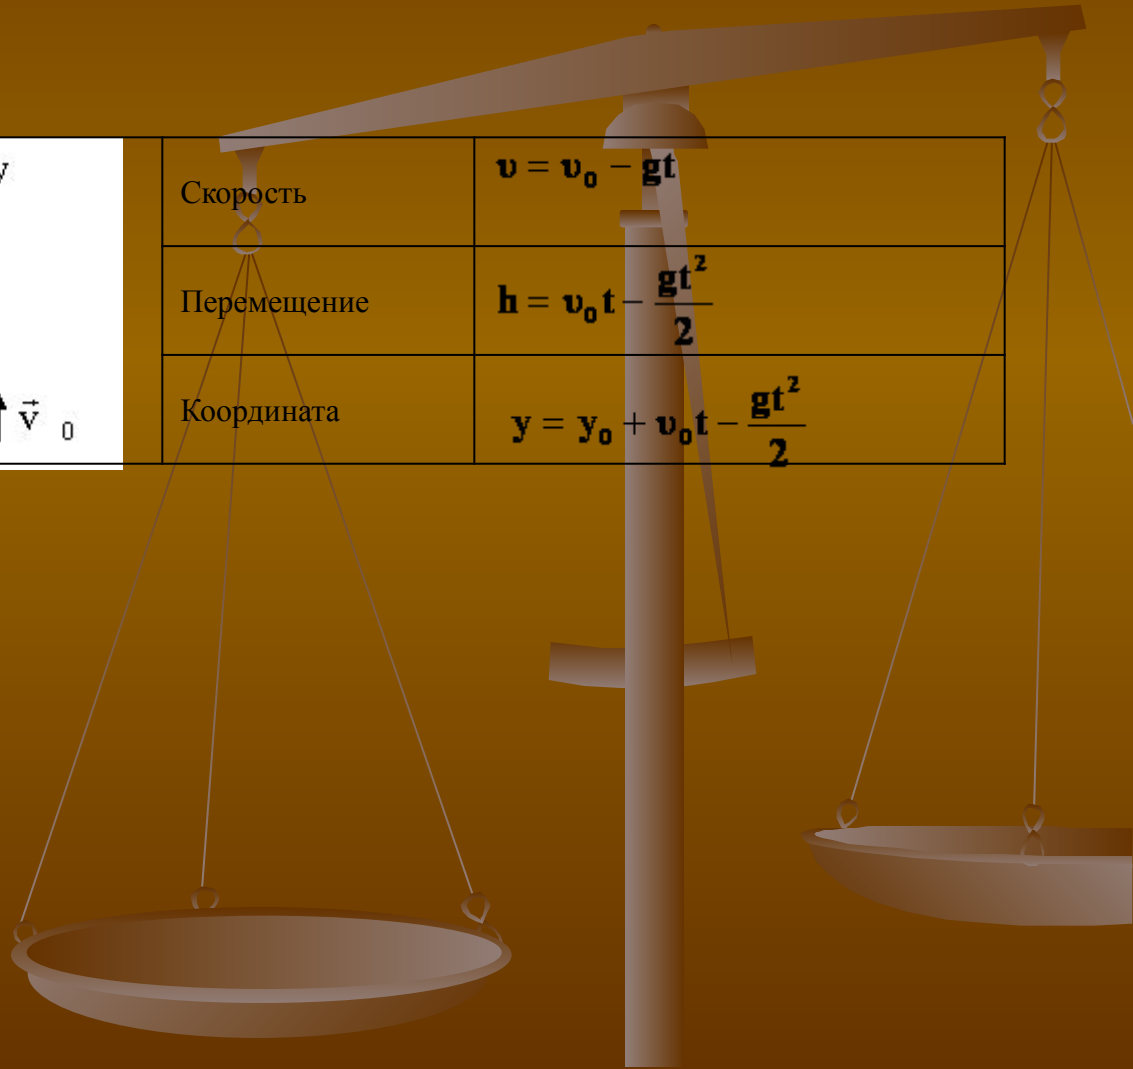 y
Скорость υ = υ₀ − gt
Перемещение h = υ₀t − gt²/2
v⃗ ₀
Координата y = y₀ + υ₀t − gt²/2